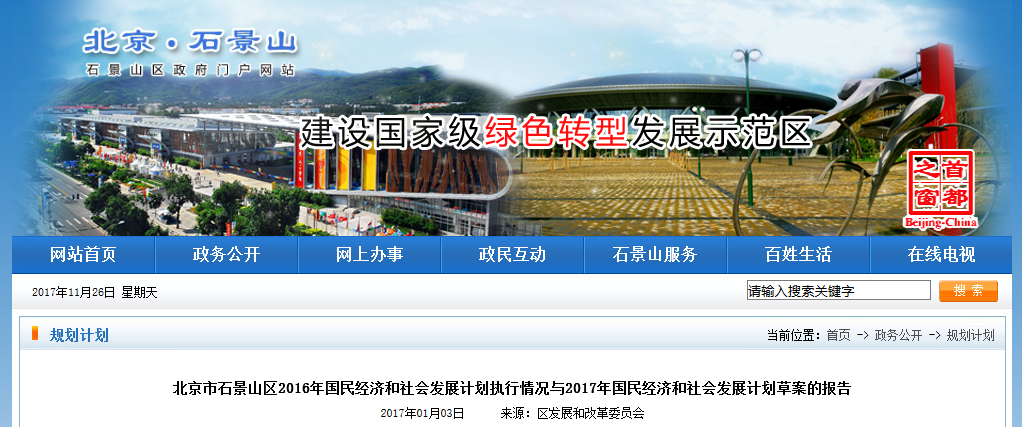 北京·石景山
石景山区政府门户网站
建设国家级绿色转型发展示范区
首都之窗
Beijing-China
网站首页 政务公开 网上办事 政民互动 石景山服务 百姓生活 在线电视
2017年11月26日 星期天 请输入搜索关键字 搜 索
规划计划 当前位置：首页 -> 政务公开 -> 规划计划
北京市石景山区2016年国民经济和社会发展计划执行情况与2017年国民经济和社会发展计划草案的报告
2017年01月03日 来源：区发展和改革委员会